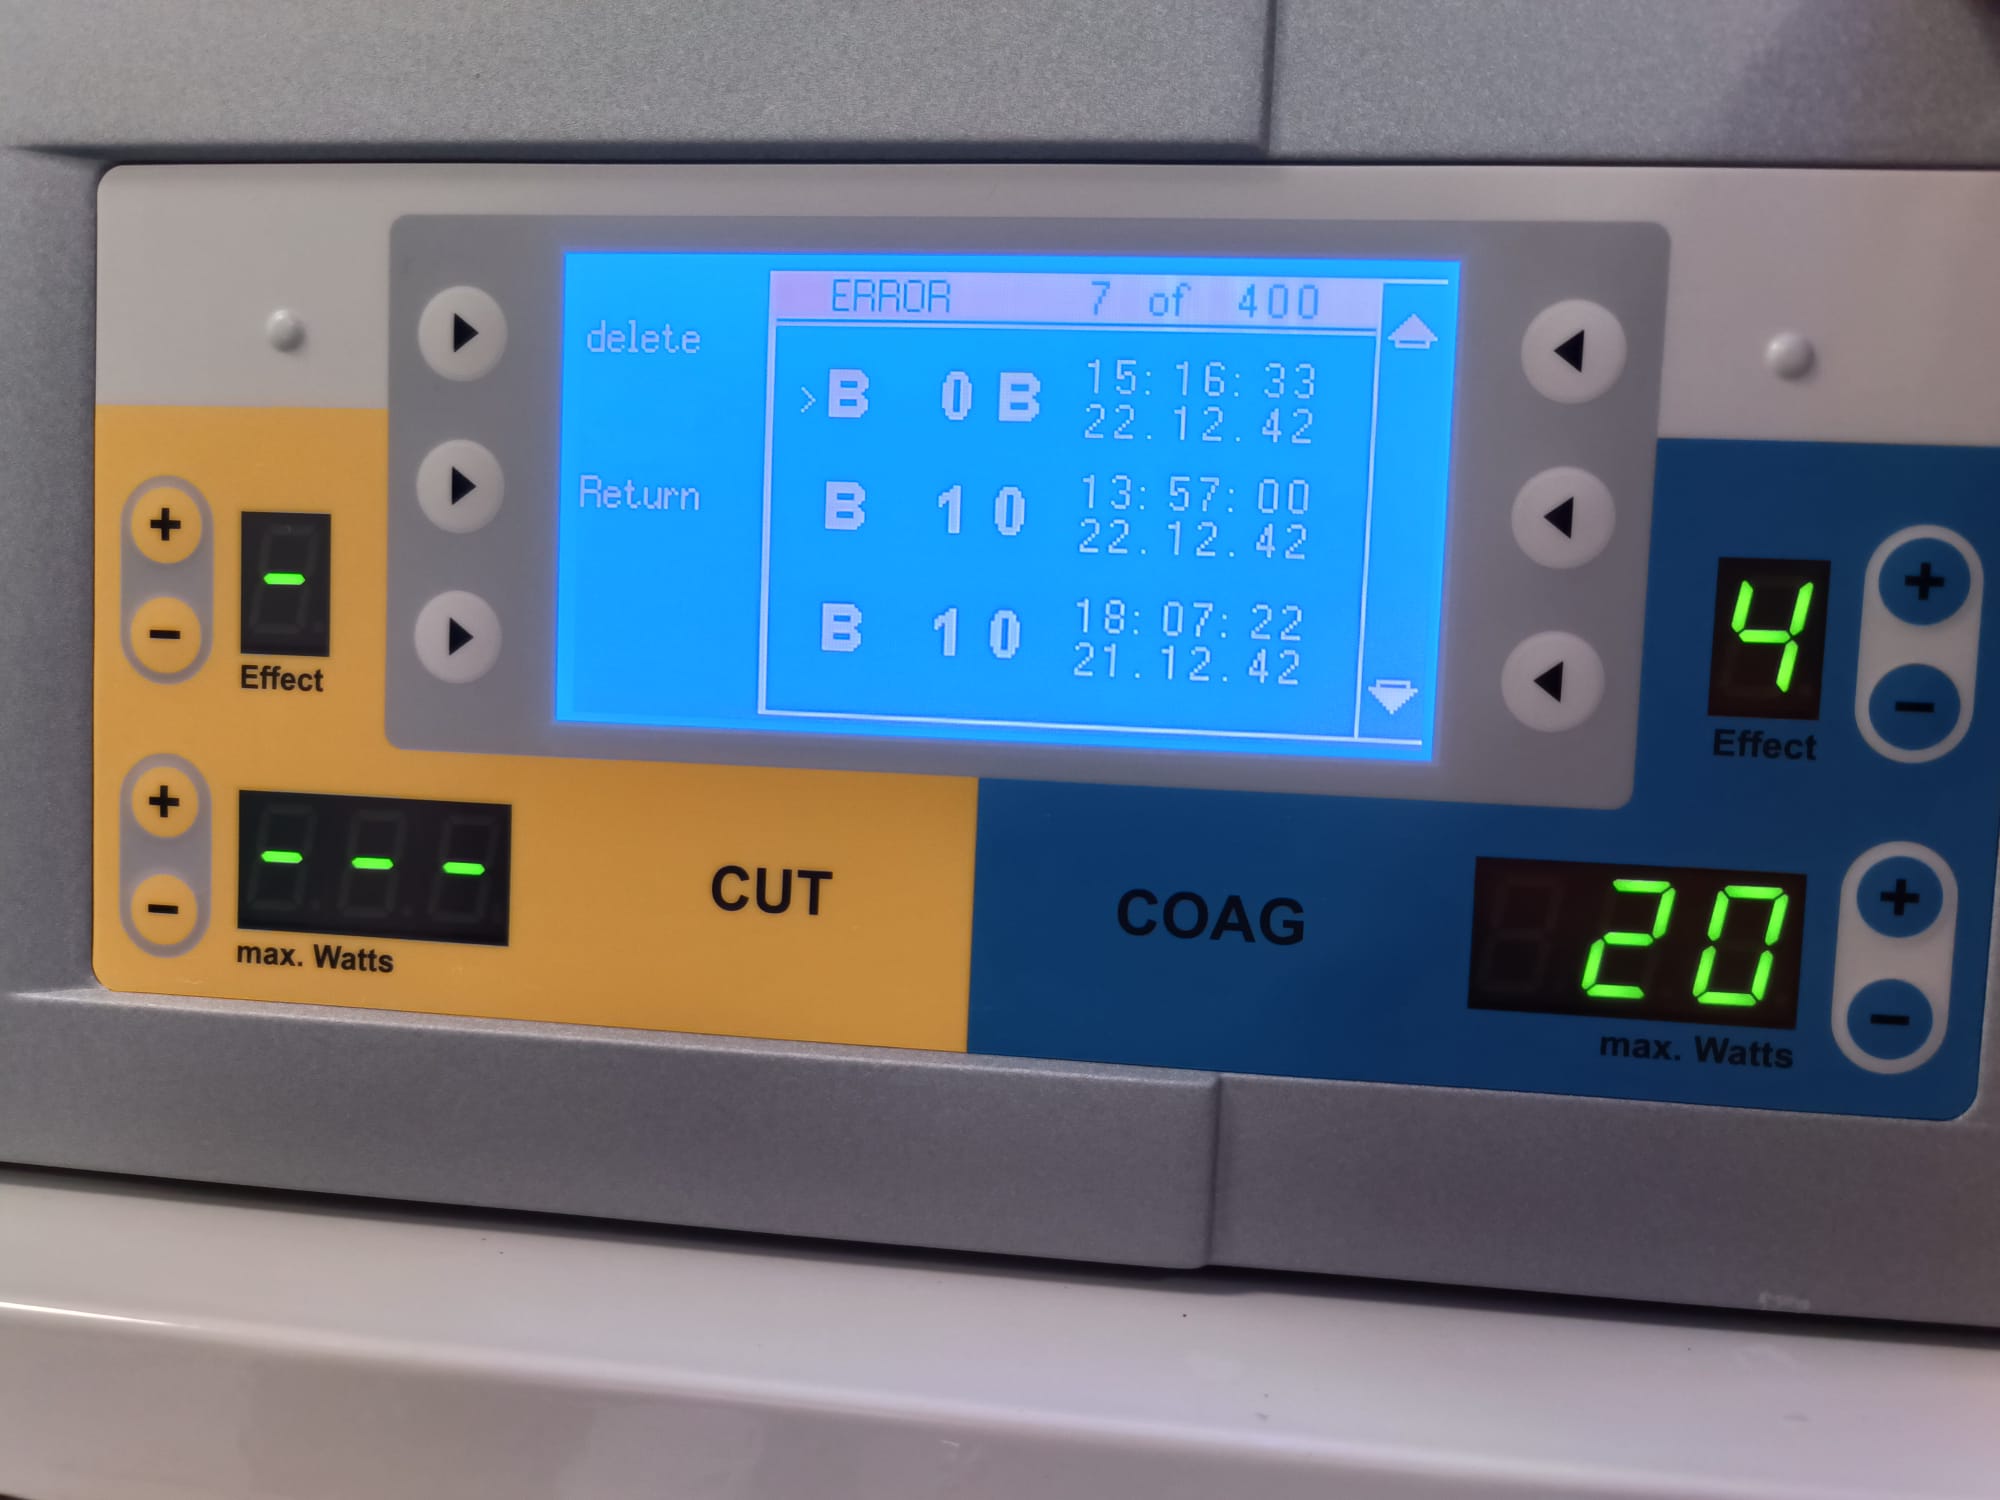 ERROR 7 of 400
delete
>B 0B 15:16:33
22.12.42
Return
B 10 13:57:00
22.12.42
B 10 18:07:22
21.12.42
+
-
-
Effect
+
-
---
max. Watts
CUT
COAG
4
Effect
+
-
20
max. Watts
+
-